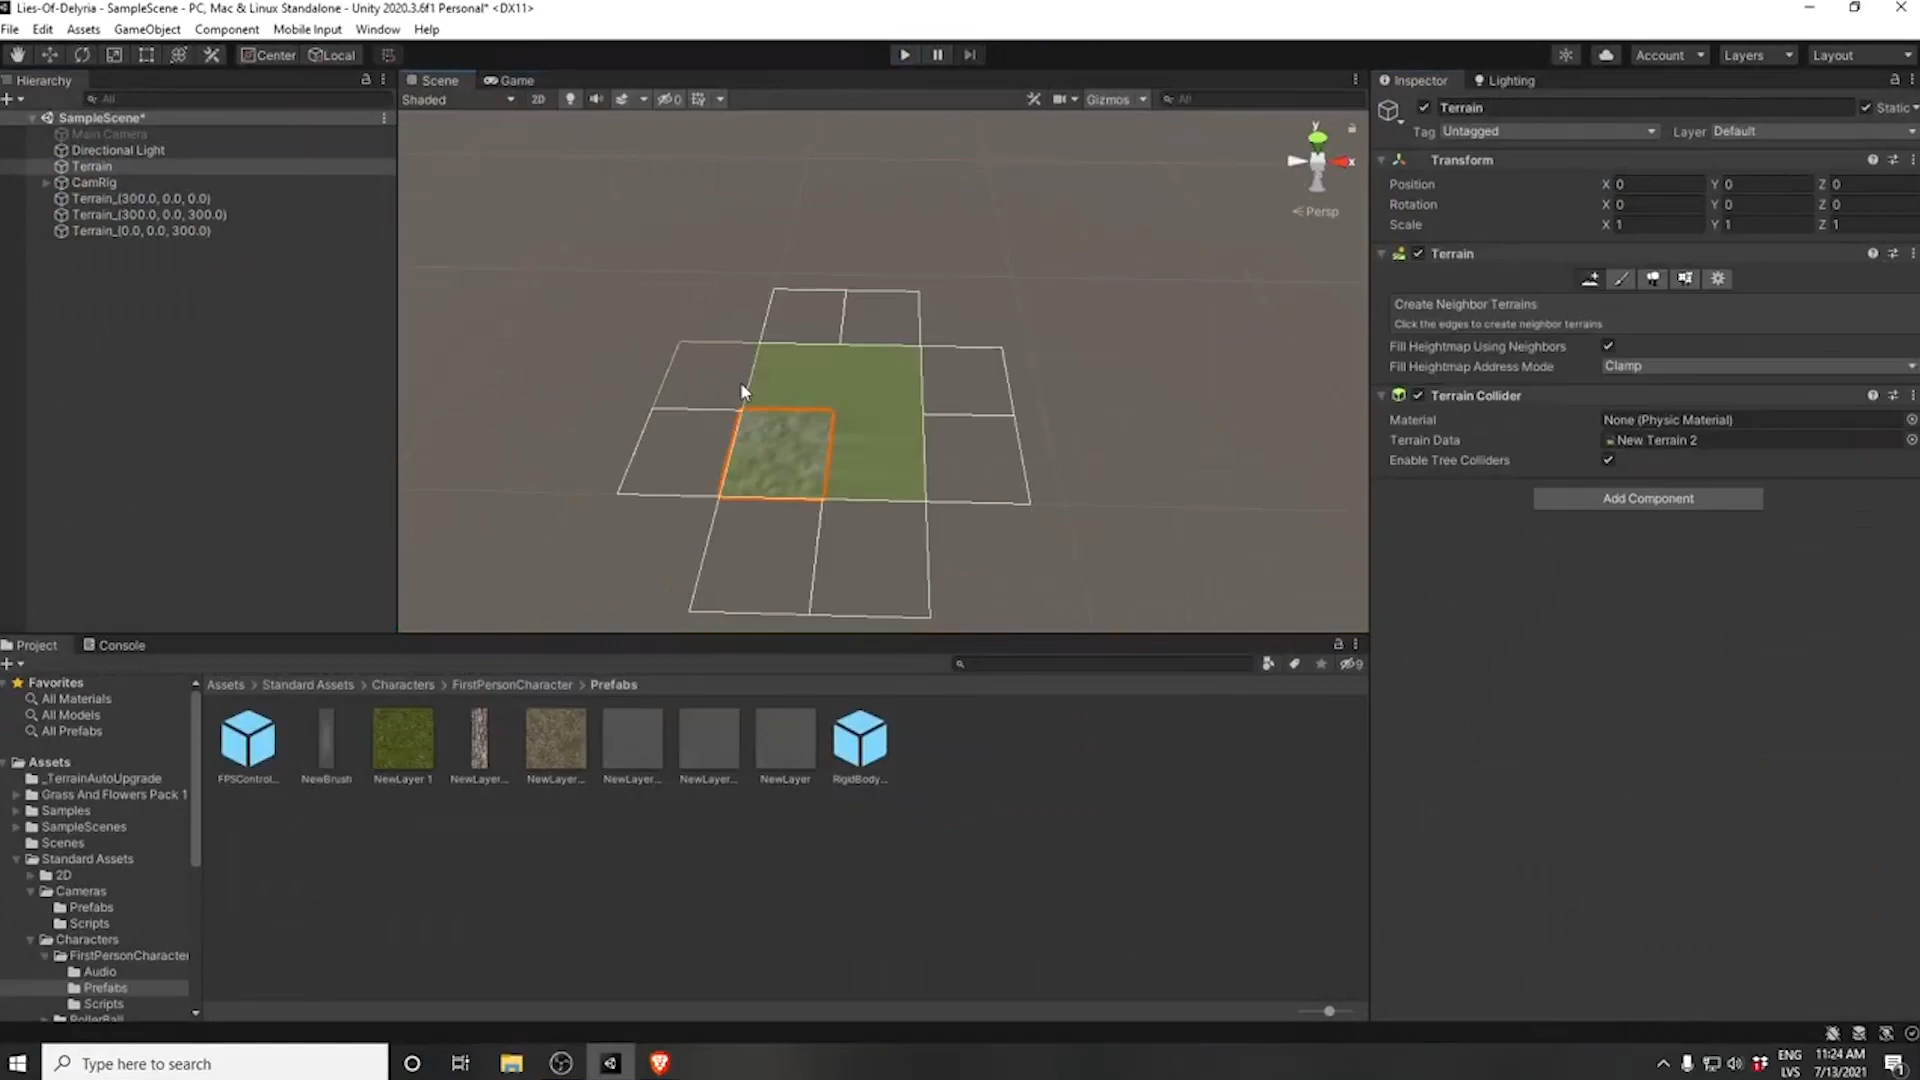 Lies-Of-Delyria - SampleScene - PC, Mac & Linux Standalone - Unity 2020.3.6f1 Personal* <DX11>
File Edit Assets GameObject Component Mobile Input Window Help
Center Local Account Layers Layout
Hierarchy
All
SampleScene*
Main Camera
Directional Light
Terrain
CamRig
Terrain_(300.0, 0.0, 0.0)
Terrain_(300.0, 0.0, 300.0)
Terrain_(0.0, 0.0, 300.0)
Scene Game
Shaded 2D 0 Gizmos All
y
x
Persp
Inspector Lighting
Terrain Static
Tag Untagged Layer Default
Transform
Position X 0 Y 0 Z 0
Rotation X 0 Y 0 Z 0
Scale X 1 Y 1 Z 1
Terrain
Create Neighbor Terrains
Click the edges to create neighbor terrains
Fill Heightmap Using Neighbors
Fill Heightmap Address Mode Clamp
Terrain Collider
Material None (Physic Material)
Terrain Data New Terrain 2
Enable Tree Colliders
Add Component
Project Console
9
Favorites
All Materials
All Models
All Prefabs
Assets
_TerrainAutoUpgrade
Grass And Flowers Pack 1
Samples
SampleScenes
Scenes
Standard Assets
2D
Cameras
Prefabs
Scripts
Characters
FirstPersonCharacter
Audio
Prefabs
Scripts
RollerBall
Assets > Standard Assets > Characters > FirstPersonCharacter > Prefabs
FPSControl... NewBrush NewLayer 1 NewLayer... NewLayer... NewLayer... NewLayer... NewLayer RigidBody...
Type here to search
ENG
LVS
11:24 AM
7/13/2021
1